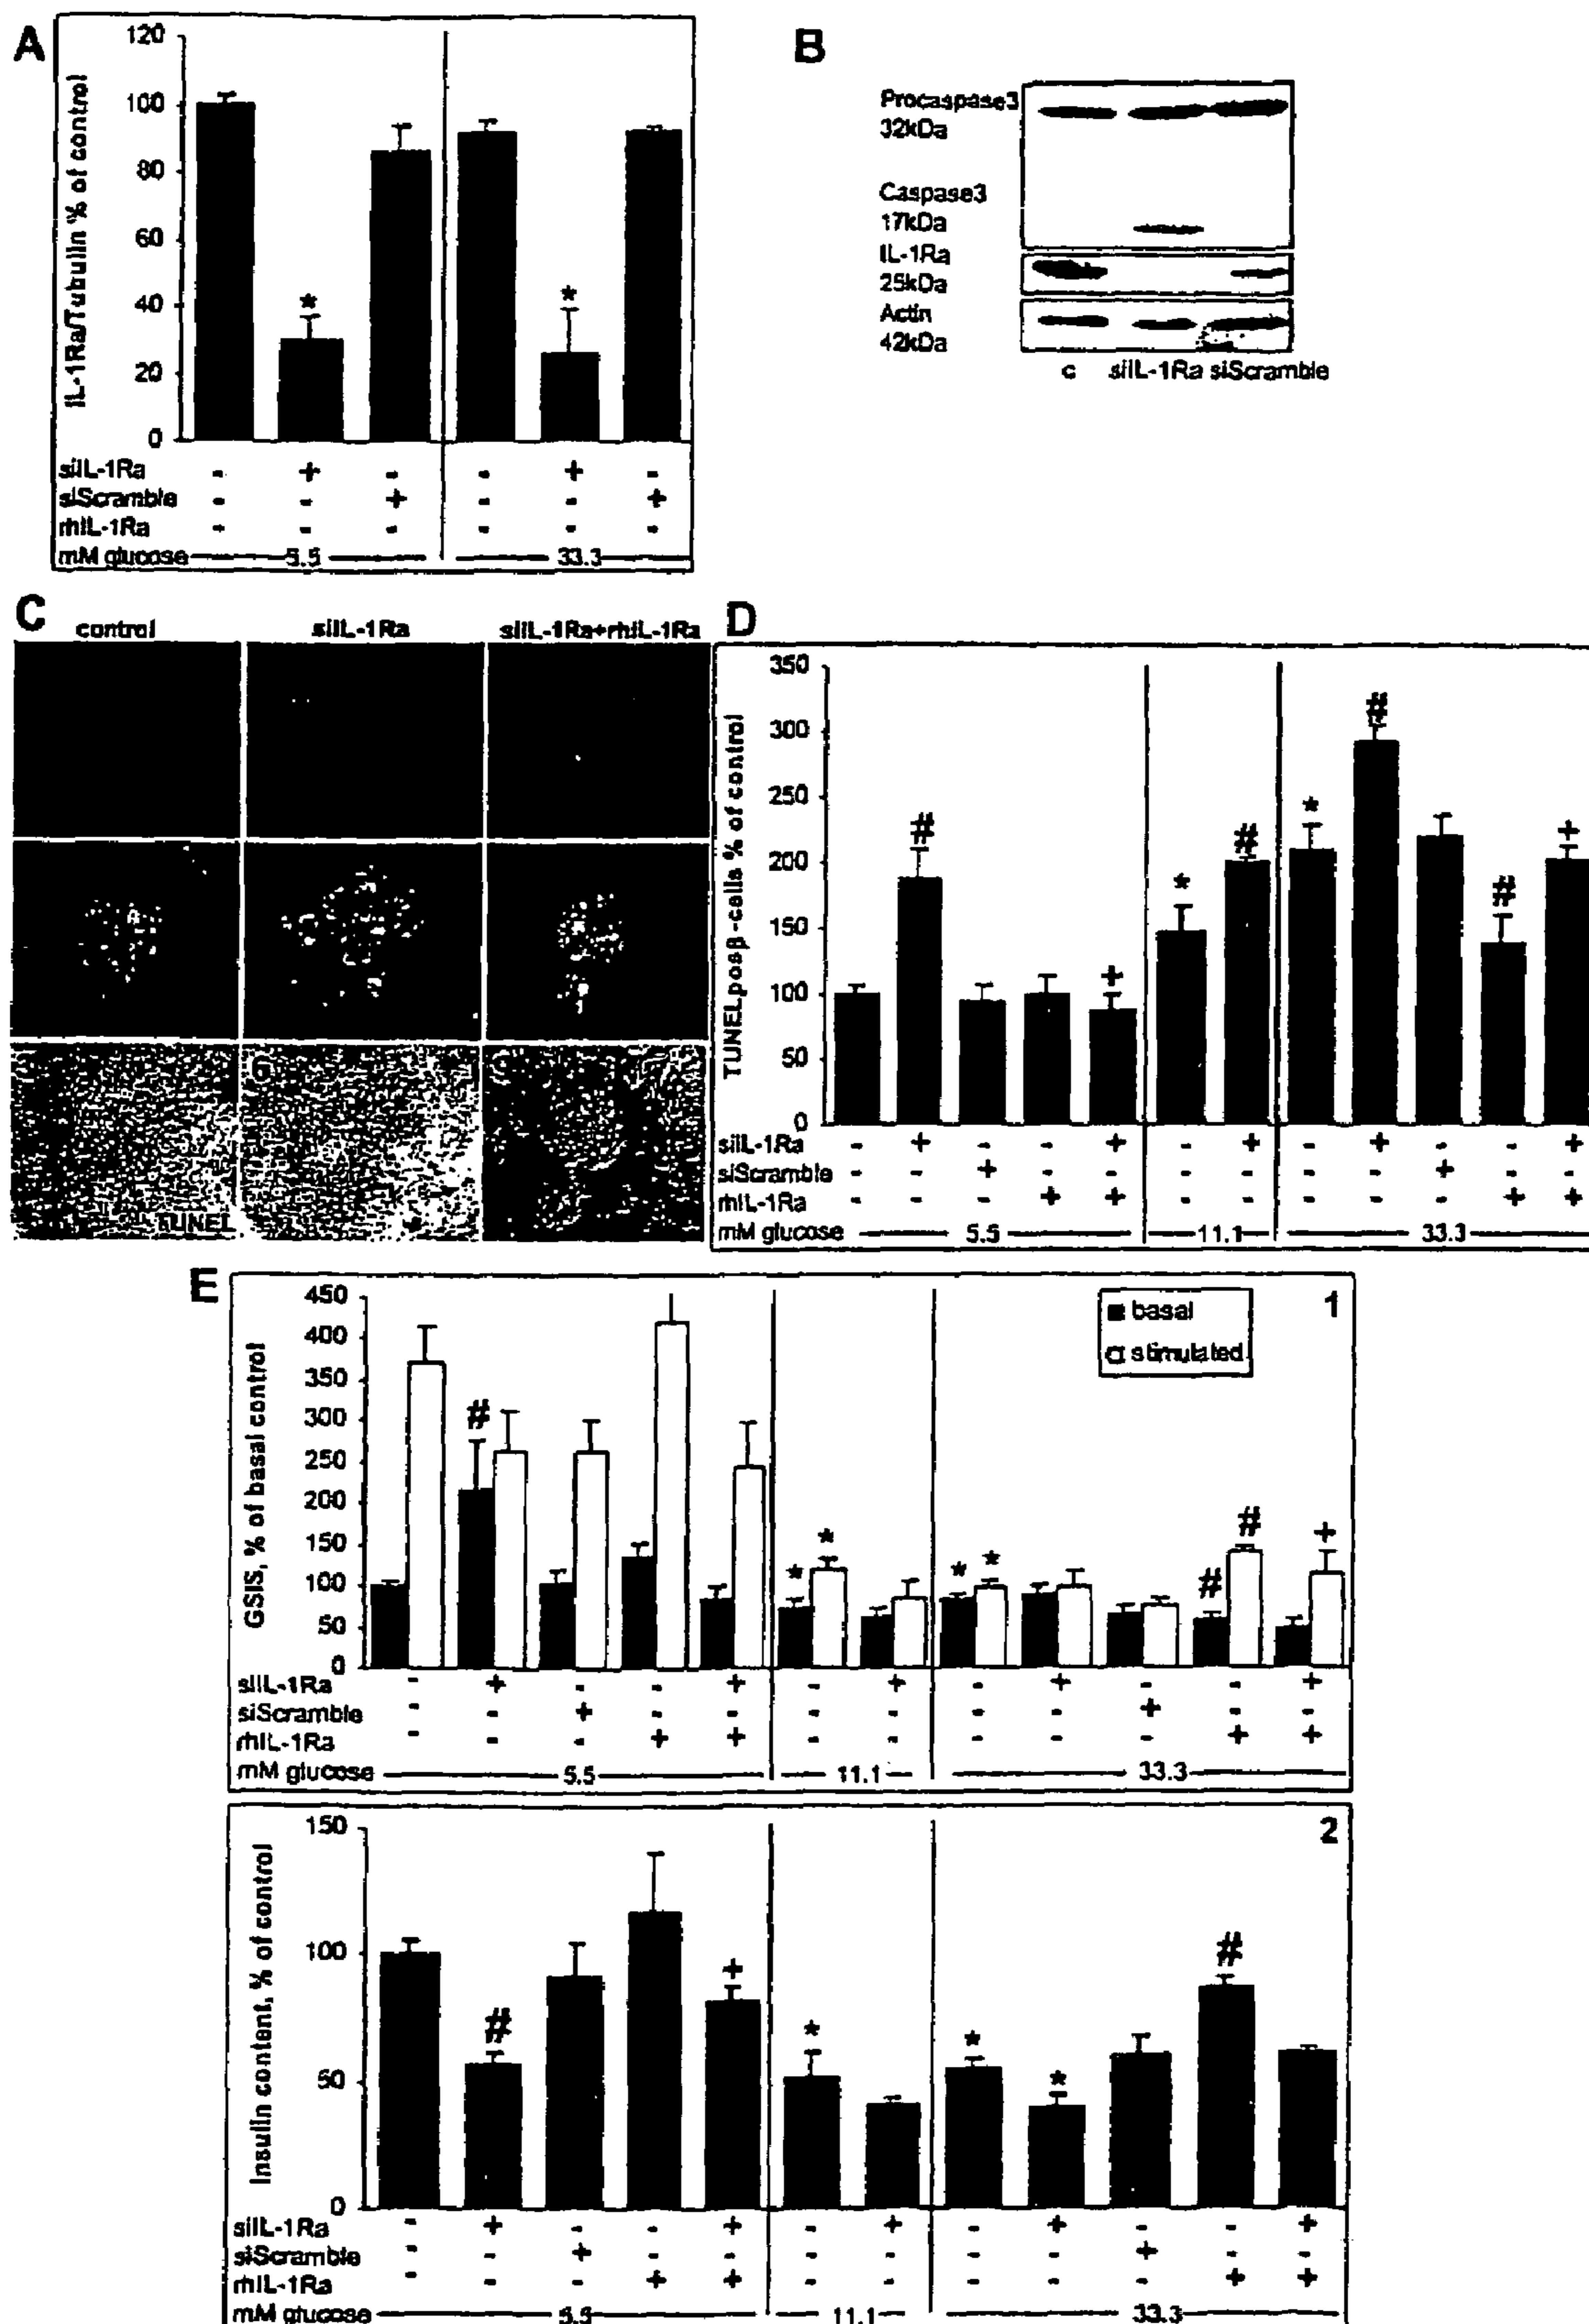 A
120
100
80
60
40
20
0
IL-1Ra/Tubulin % of control
* *
siIL-1Ra - + - - + -
siScramble - - + - - +
rhIL-1Ra - - - - - -
mM glucose 5.5 33.3
B
Procaspase3
32kDa
Caspase3
17kDa
IL-1Ra
25kDa
Actin
42kDa
c siIL-1Ra siScramble
C
control siIL-1Ra siIL-1Ra+rhIL-1Ra
TUNEL
D
350
300
250
200
150
100
50
0
TUNELposβ-cells % of control
# + * # * # # +
siIL-1Ra - + - - + - + - + - - +
siScramble - - + - - - - - - + - -
rhIL-1Ra - - - + + - - - - - + +
mM glucose 5.5 11.1 33.3
E
1
450
400
350
300
250
200
150
100
50
0
GSIS, % of basal control
basal
stimulated
# * * * * # # +
siIL-1Ra - + - - + - + - + - - +
siScramble - - + - - - - - - + - -
rhIL-1Ra - - - + + - - - - - + +
mM glucose 5.5 11.1 33.3
2
150
100
50
0
Insulin content, % of control
# + * * * #
siIL-1Ra - + - - + - + - + - - +
siScramble - - + - - - - - - + - -
rhIL-1Ra - - - + + - - - - - + +
mM glucose 5.5 11.1 33.3